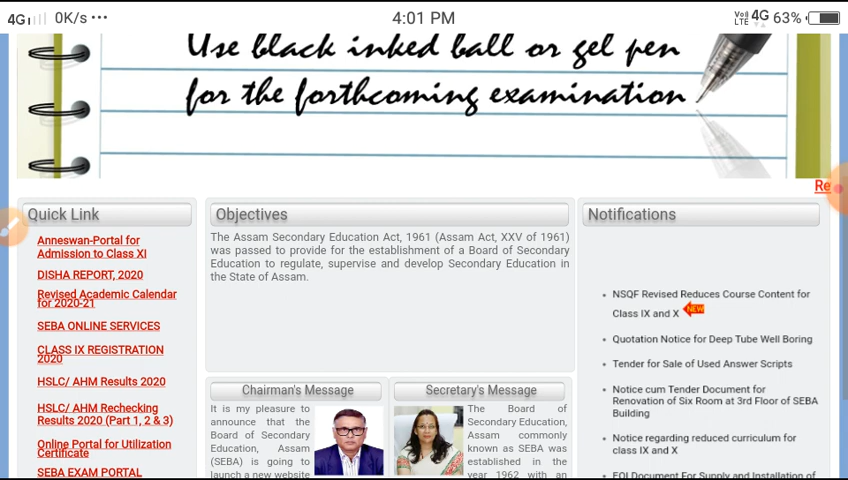 4G 0K/s ••• 4:01 PM VoI) LTE 4G 63%
Use black inked ball or gel pen
for the forthcoming examination
Re
Quick Link
Anneswan-Portal for
Admission to Class XI
DISHA REPORT, 2020
Revised Academic Calendar
for 2020-21
SEBA ONLINE SERVICES
CLASS IX REGISTRATION
2020
HSLC/ AHM Results 2020
HSLC/ AHM Rechecking
Results 2020 (Part 1, 2 & 3)
Online Portal for Utilization
Certificate
SEBA EXAM PORTAL
Objectives
The Assam Secondary Education Act, 1961 (Assam Act, XXV of 1961)
was passed to provide for the establishment of a Board of Secondary
Education to regulate, supervise and develop Secondary Education in
the State of Assam.
Chairman's Message
It is my pleasure to
announce that the
Board of Secondary
Education, Assam
(SEBA) is going to
launch a new website
Secretary's Message
The Board of
Secondary Education,
Assam commonly
known as SEBA was
established in the
year 1962 with an
Notifications
NSQF Revised Reduces Course Content for
Class IX and X NEW
Quotation Notice for Deep Tube Well Boring
Tender for Sale of Used Answer Scripts
Notice cum Tender Document for
Renovation of Six Room at 3rd Floor of SEBA
Building
Notice regarding reduced curriculum for
class IX and X
EOI Document For Supply and Installation of